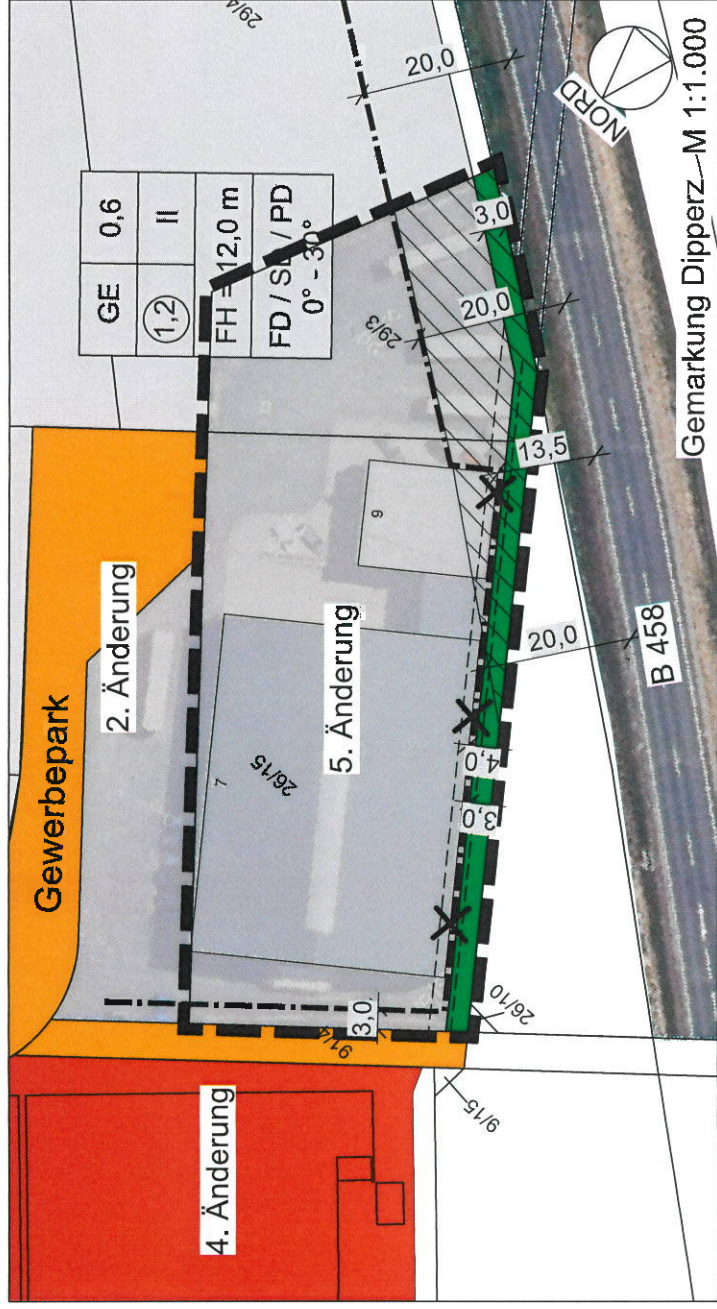 Gewerbepark
2. Änderung
4. Änderung
5. Änderung
GE 0,6
1,2 II
FH = 12,0 m
FD / SD / PD
0° - 30°
29/3
20,0
3,0
20,0
13,5
20,0
4,0
3,0
3,0
7
9
26/15
91/4
26/10
9/15
B 458
NORD
Gemarkung Dipperz M 1:1.000